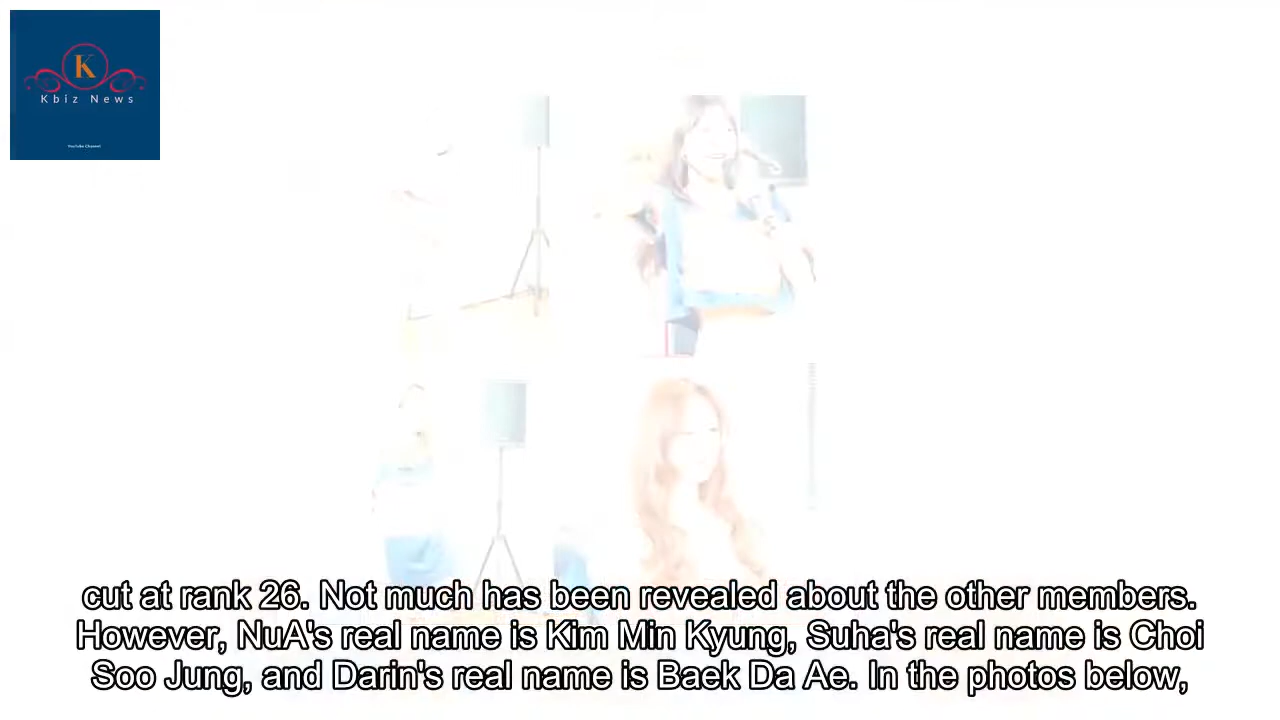 K
Kbiz News
YouTube Channel
cut at rank 26. Not much has been revealed about the other members.
However, NuA's real name is Kim Min Kyung, Suha's real name is Choi
Soo Jung, and Darin's real name is Baek Da Ae. In the photos below,